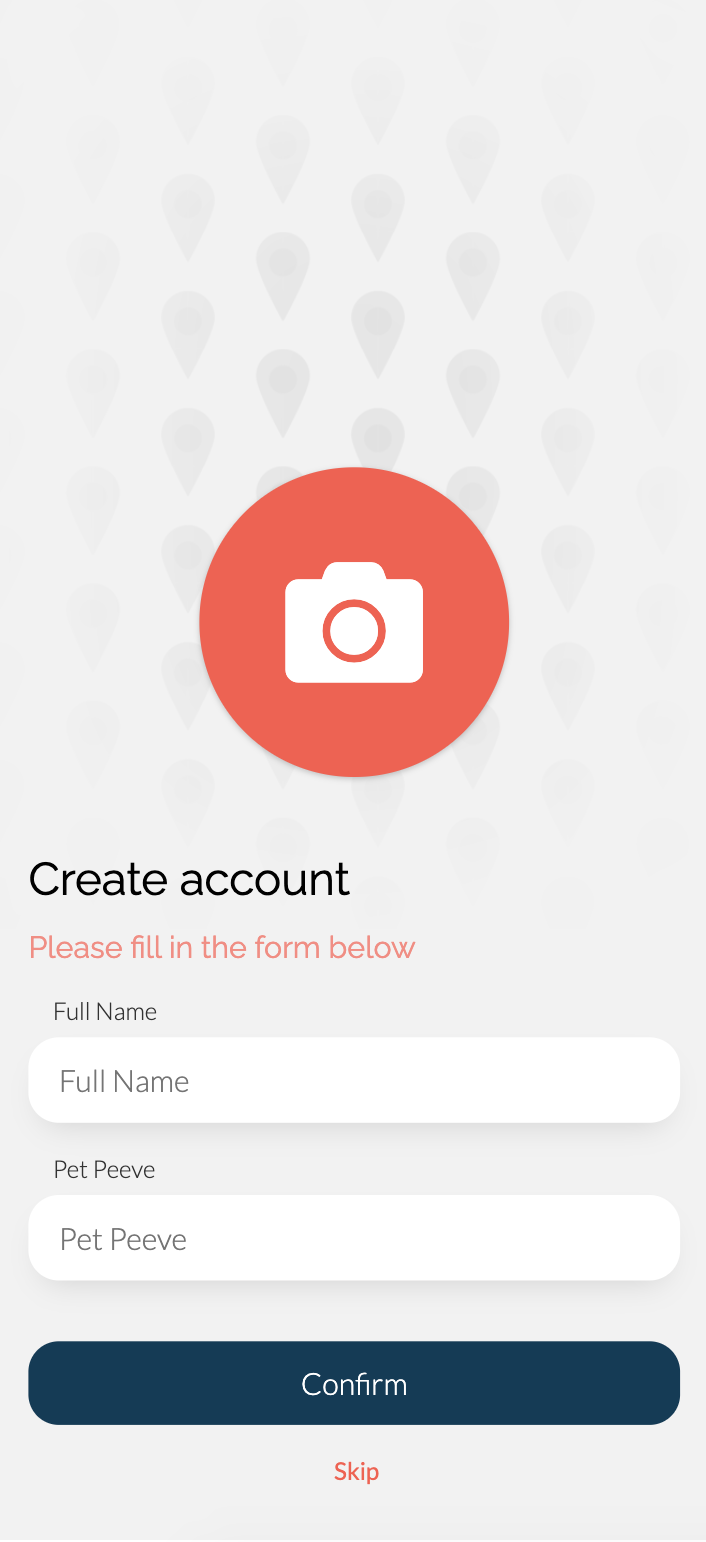 Create account
Please fill in the form below
Full Name
Full Name
Pet Peeve
Pet Peeve
Confirm
Skip